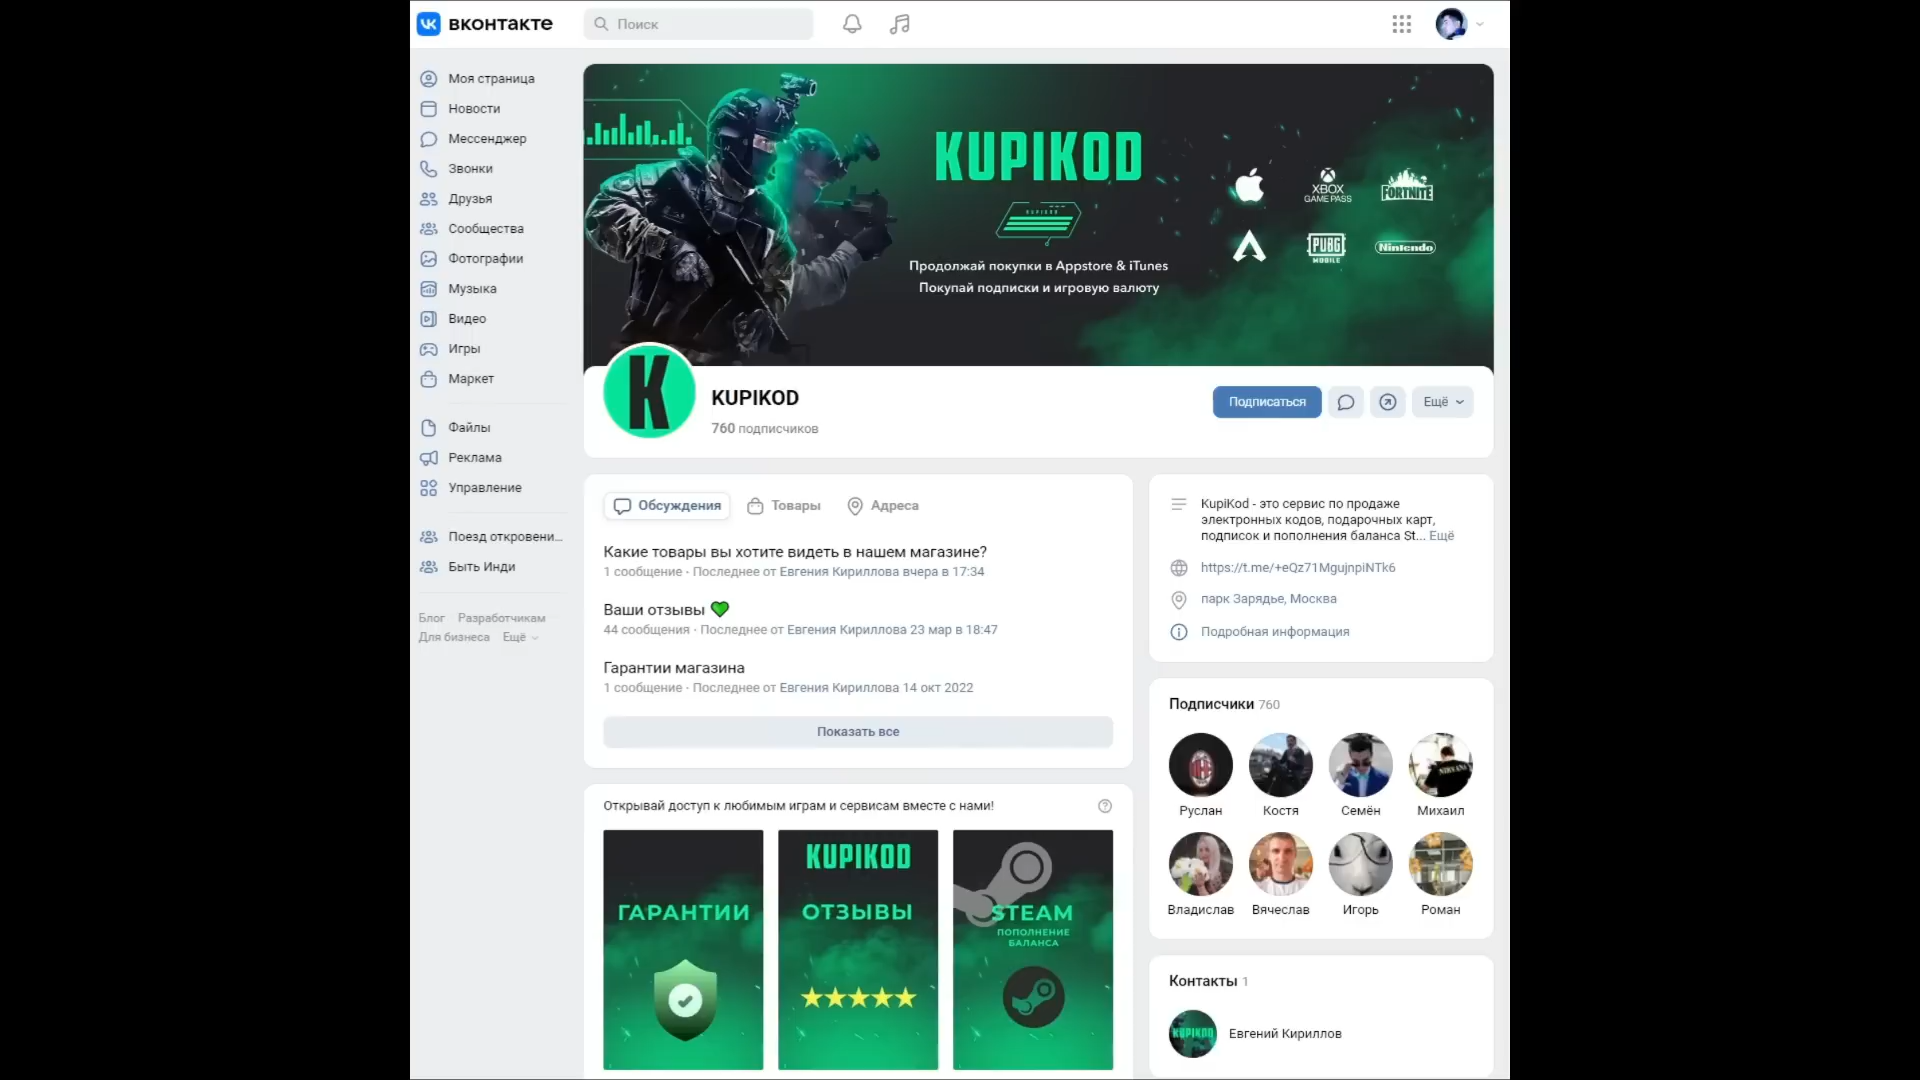 вконтакте
Поиск
Моя страница
Новости
Мессенджер
Звонки
Друзья
Сообщества
Фотографии
Музыка
Видео
Игры
Маркет
Файлы
Реклама
Управление
Поезд откровени...
Быть Инди
Блог Разработчикам
Для бизнеса Ещё
KUPIKOD
KUPIKOD
Продолжай покупки в Appstore & iTunes
Покупай подписки и игровую валюту
XBOX
GAME PASS
FORTNITE
PUBG
MOBILE
Nintendo
K
KUPIKOD
760 подписчиков
Подписаться
Ещё
Обсуждения
Товары
Адреса
Какие товары вы хотите видеть в нашем магазине?
1 сообщение · Последнее от Евгения Кириллова вчера в 17:34
Ваши отзывы
44 сообщения · Последнее от Евгения Кириллова 23 мар в 18:47
Гарантии магазина
1 сообщение · Последнее от Евгения Кириллова 14 окт 2022
Показать все
Открывай доступ к любимым играм и сервисам вместе с нами!
ГАРАНТИИ
KUPIKOD
ОТЗЫВЫ
STEAM
ПОПОЛНЕНИЕ
БАЛАНСА
KupiKod - это сервис по продаже
электронных кодов, подарочных карт,
подписок и пополнения баланса St... Ещё
https://t.me/+eQz71MgujnpiNTk6
парк Зарядье, Москва
Подробная информация
Подписчики 760
NIRVANA
Руслан
Костя
Семён
Михаил
Владислав
Вячеслав
Игорь
Роман
Контакты 1
KUPIKOD
Евгений Кириллов